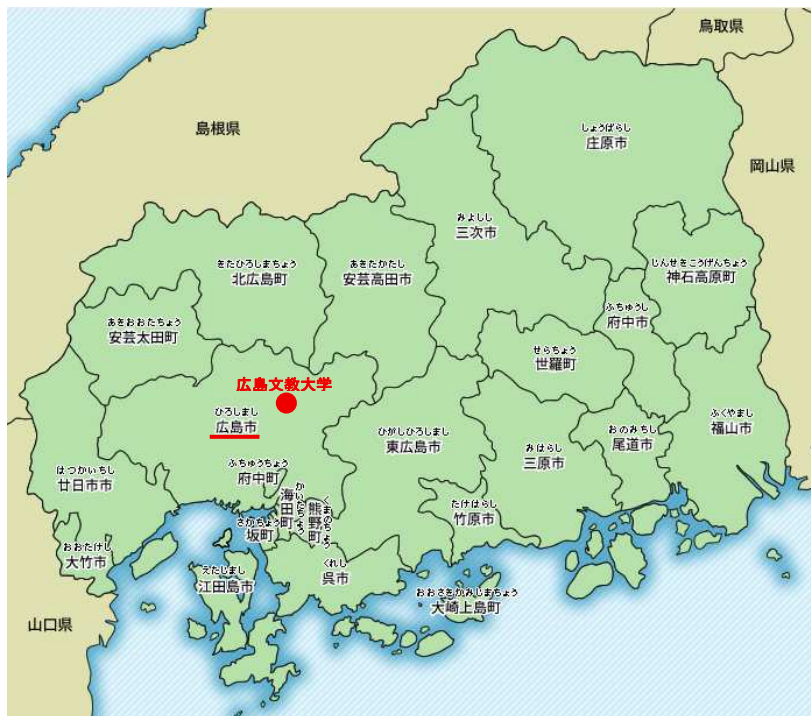 鳥取県
島根県
しょうばらし
庄原市
岡山県
みよしし
三次市
きたひろしまちょう
北広島町
あきたかたし
安芸高田市
じんせきこうげんちょう
神石高原町
ふちゅうし
府中市
あきおおたちょう
安芸太田町
せらちょう
世羅町
広島文教大学
ひろしまし
広島市
ひがしひろしまし
東広島市
みはらし
三原市
おのみちし
尾道市
ふくやまし
福山市
はつかいちし
廿日市市
ふちゅうちょう
府中町
かいたちょう
海田町
くまのちょう
熊野町
たけはらし
竹原市
さかちょう
坂町
おおたけし
大竹市
えたじまし
江田島市
くれし
呉市
おおさきかみじまちょう
大崎上島町
山口県